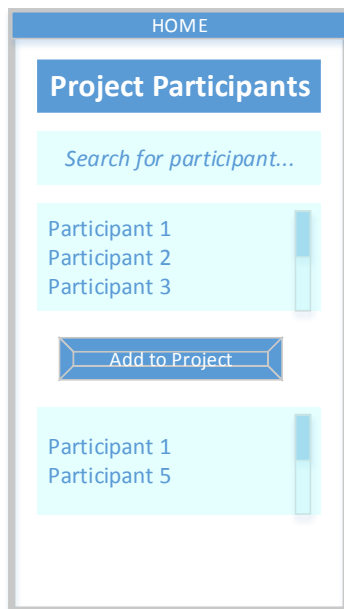 HOME
Project Participants
Search for participant...
Participant 1
Participant 2
Participant 3
Add to Project
Participant 1
Participant 5